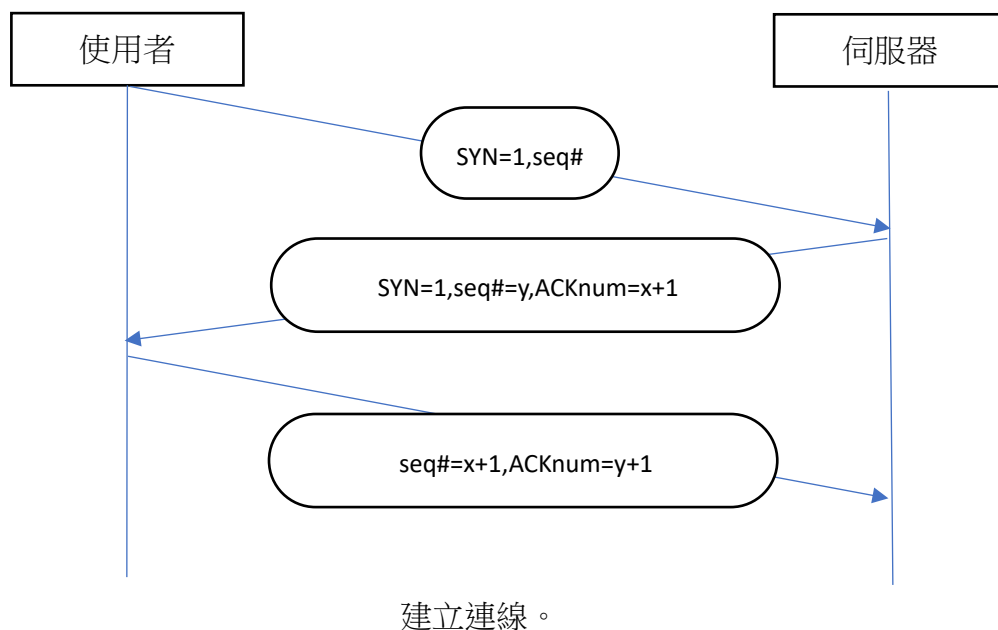 使用者
伺服器
SYN=1,seq#
SYN=1,seq#=y,ACKnum=x+1
seq#=x+1,ACKnum=y+1
建立連線。